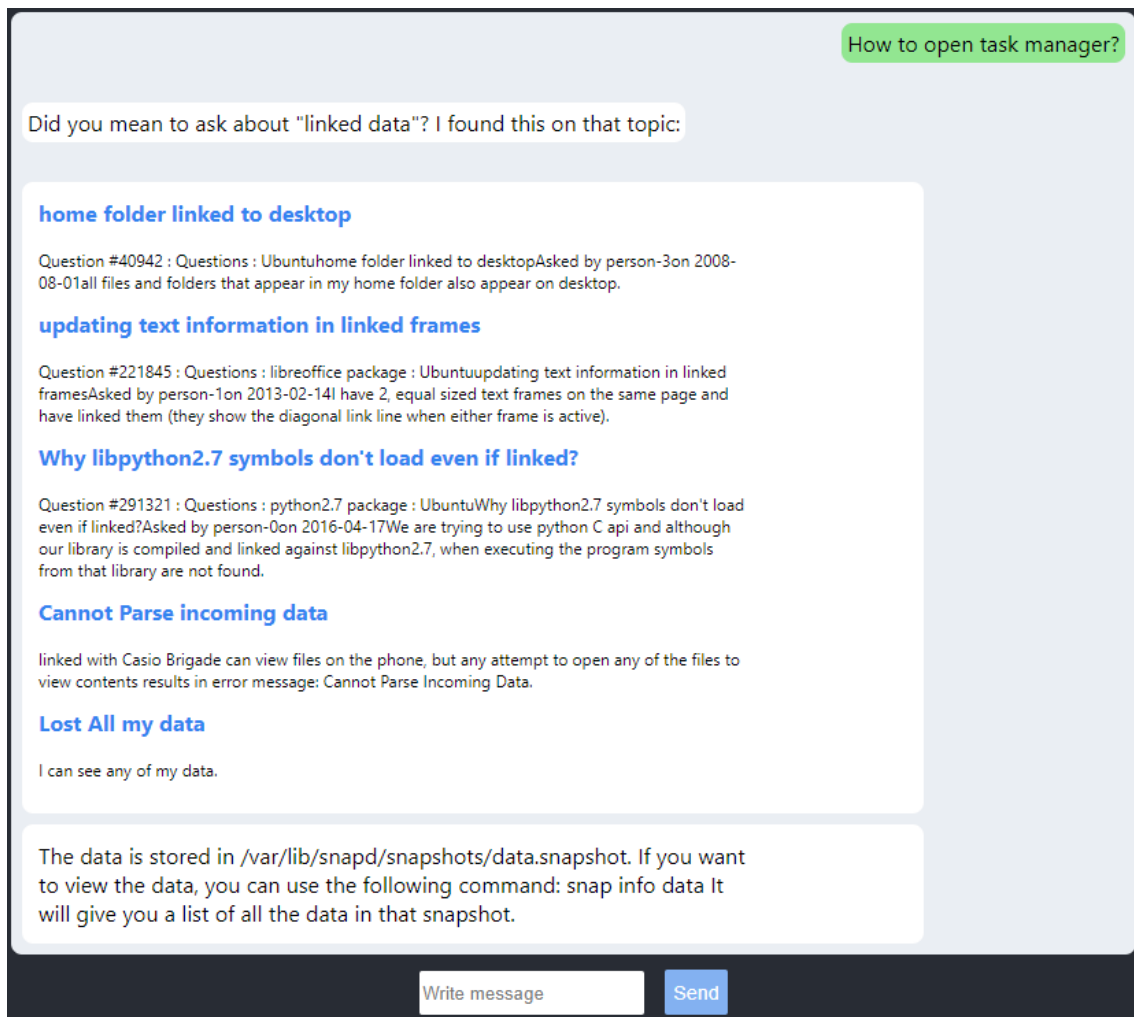 How to open task manager?
Did you mean to ask about "linked data"? I found this on that topic:
home folder linked to desktop
Question #40942 : Questions : Ubuntuhome folder linked to desktopAsked by person-3on 2008-
08-01all files and folders that appear in my home folder also appear on desktop.
updating text information in linked frames
Question #221845 : Questions : libreoffice package : Ubuntuupdating text information in linked
framesAsked by person-1on 2013-02-14I have 2, equal sized text frames on the same page and
have linked them (they show the diagonal link line when either frame is active).
Why libpython2.7 symbols don't load even if linked?
Question #291321 : Questions : python2.7 package : UbuntuWhy libpython2.7 symbols don't load
even if linked?Asked by person-0on 2016-04-17We are trying to use python C api and although
our library is compiled and linked against libpython2.7, when executing the program symbols
from that library are not found.
Cannot Parse incoming data
linked with Casio Brigade can view files on the phone, but any attempt to open any of the files to
view contents results in error message: Cannot Parse Incoming Data.
Lost All my data
I can see any of my data.
The data is stored in /var/lib/snapd/snapshots/data.snapshot. If you want
to view the data, you can use the following command: snap info data It
will give you a list of all the data in that snapshot.
Write message
Send